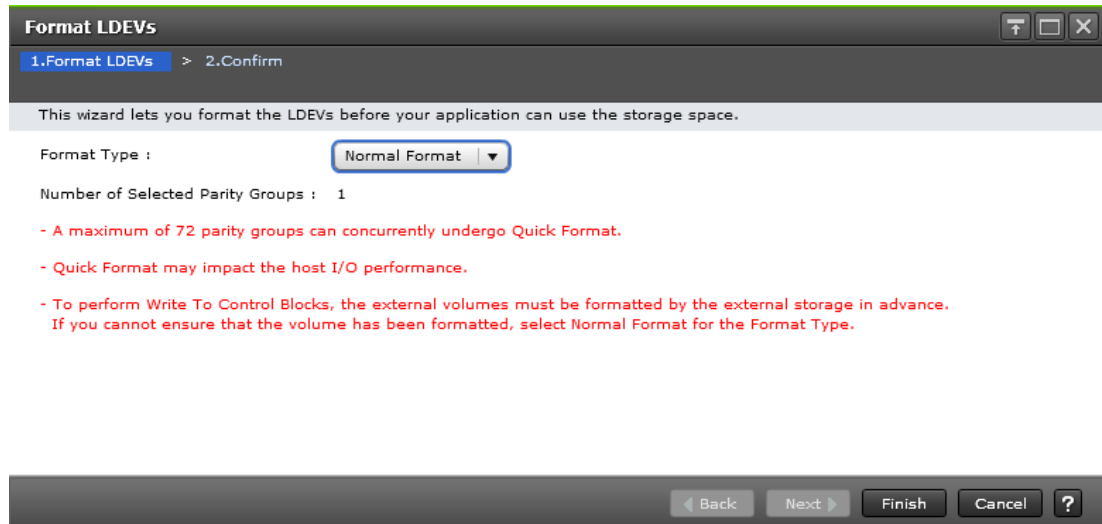 Format LDEVs
1.Format LDEVs > 2.Confirm
This wizard lets you format the LDEVs before your application can use the storage space.
Format Type : Normal Format
Number of Selected Parity Groups : 1
- A maximum of 72 parity groups can concurrently undergo Quick Format.
- Quick Format may impact the host I/O performance.
- To perform Write To Control Blocks, the external volumes must be formatted by the external storage in advance.
If you cannot ensure that the volume has been formatted, select Normal Format for the Format Type.
Back Next Finish Cancel ?